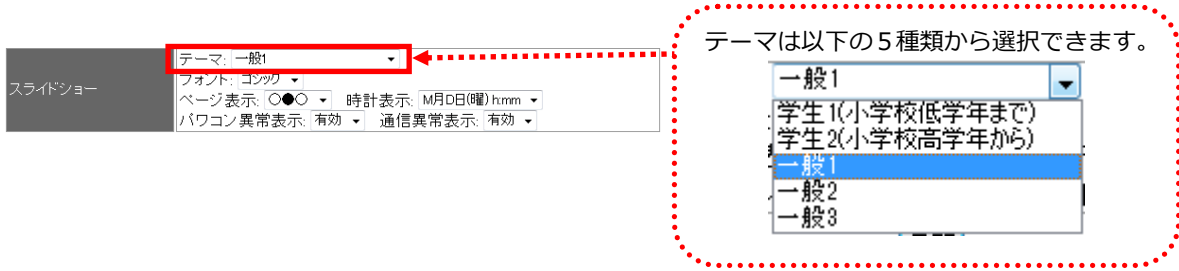 スライドショー
テーマ: 一般1
フォント: ゴシック
ページ表示: ○●○ 時計表示: M月D日(曜) h:mm
パワコン異常表示: 有効 通信異常表示: 有効
テーマは以下の５種類から選択できます。
一般1
学生1(小学校低学年まで)
学生2(小学校高学年から)
一般1
一般2
一般3